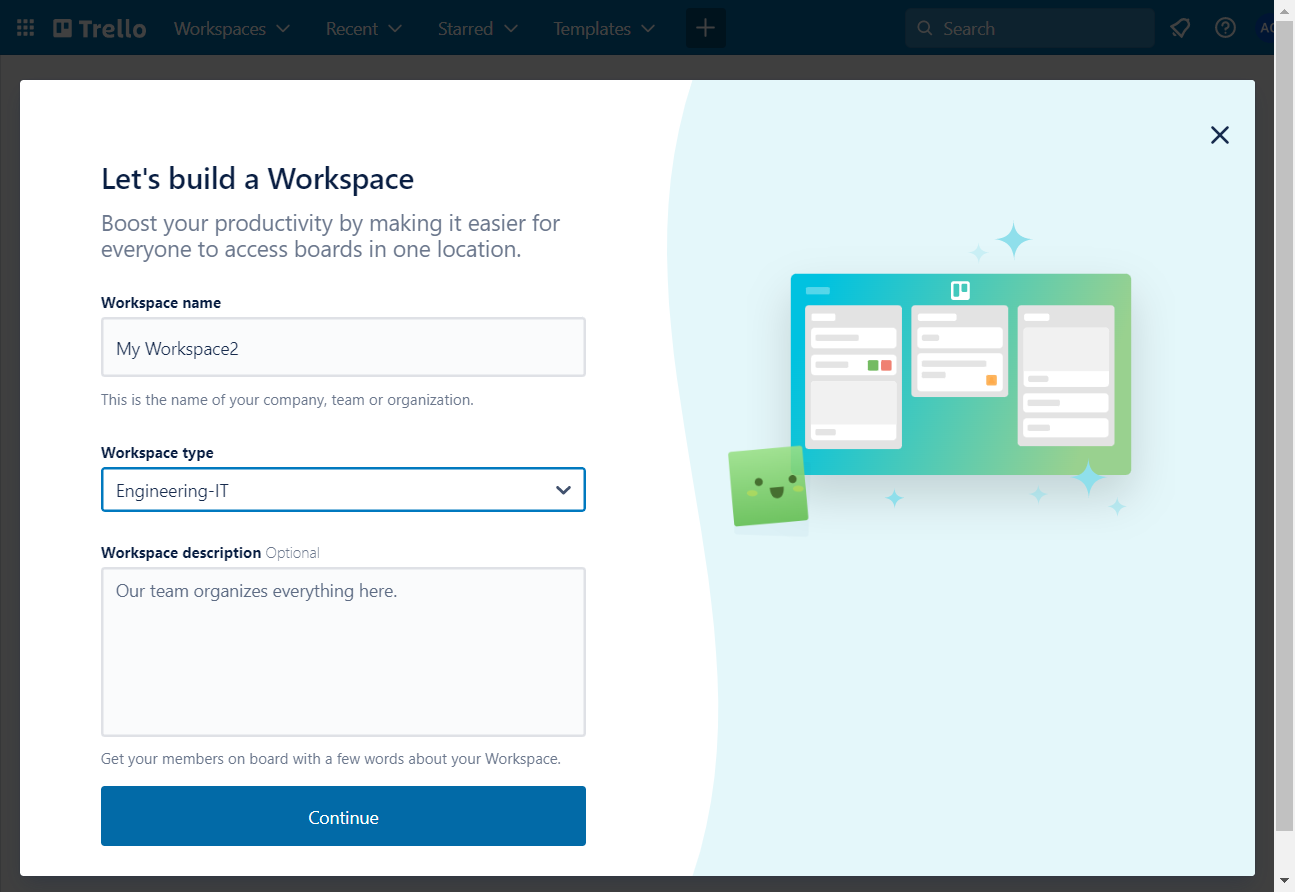 Trello Workspaces Recent Starred Templates Search
Let's build a Workspace
Boost your productivity by making it easier for
everyone to access boards in one location.
Workspace name
My Workspace2
This is the name of your company, team or organization.
Workspace type
Engineering-IT
Workspace description Optional
Our team organizes everything here.
Get your members on board with a few words about your Workspace.
Continue